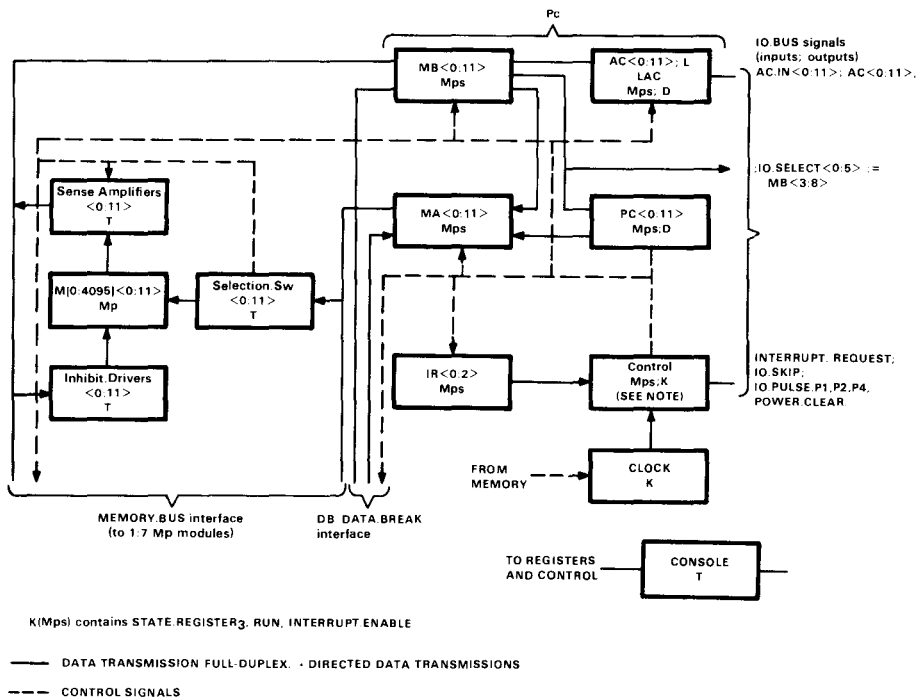 Pc
IO.BUS signals
(inputs; outputs)
AC.IN<0:11>; AC<0:11>,
MB<0:11>
Mps
AC<0:11>; L
LAC
Mps; D
Sense Amplifiers
<0:11>
T
;IO.SELECT<0:5> :=
MB<3:8>
MA<0:11>
Mps
PC<0:11>
Mps;D
M[0:4095]<0:11>
Mp
Selection.Sw
<0:11>
T
Inhibit.Drivers
<0:11>
T
IR<0:2>
Mps
Control
Mps;K
(SEE NOTE)
INTERRUPT. REQUEST;
IO.SKIP;
IO.PULSE.P1,P2,P4,
POWER.CLEAR.
FROM
MEMORY
CLOCK
K
MEMORY.BUS interface
(to 1:7 Mp modules)
DB DATA.BREAK
interface
TO REGISTERS
AND CONTROL
CONSOLE
T
K(Mps) contains STATE.REGISTER3. RUN, INTERRUPT.ENABLE
DATA TRANSMISSION FULL-DUPLEX. · DIRECTED DATA TRANSMISSIONS
CONTROL SIGNALS